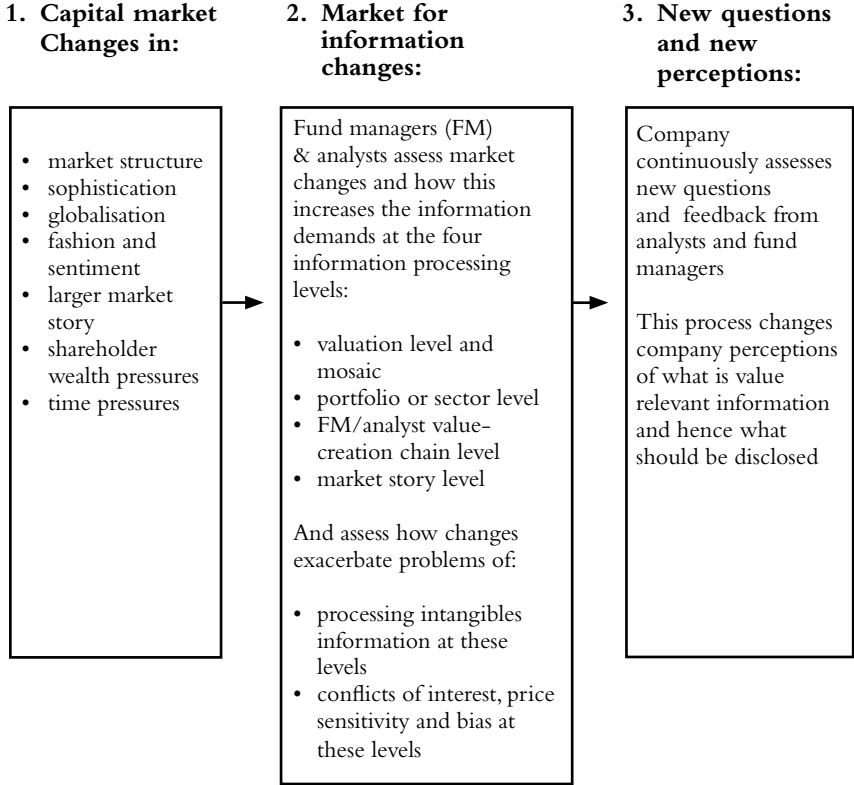 1. Capital market
Changes in:
2. Market for
information
changes:
3. New questions
and new
perceptions:
• market structure
• sophistication
• globalisation
• fashion and
sentiment
• larger market
story
• shareholder
wealth pressures
• time pressures
Fund managers (FM)
& analysts assess market
changes and how this
increases the information
demands at the four
information processing
levels:
• valuation level and
mosaic
• portfolio or sector level
• FM/analyst value-
creation chain level
• market story level
And assess how changes
exacerbate problems of:
• processing intangibles
information at these
levels
• conflicts of interest, price
sensitivity and bias at
these levels
Company
continuously assesses
new questions
and feedback from
analysts and fund
managers
This process changes
company perceptions
of what is value
relevant information
and hence what
should be disclosed